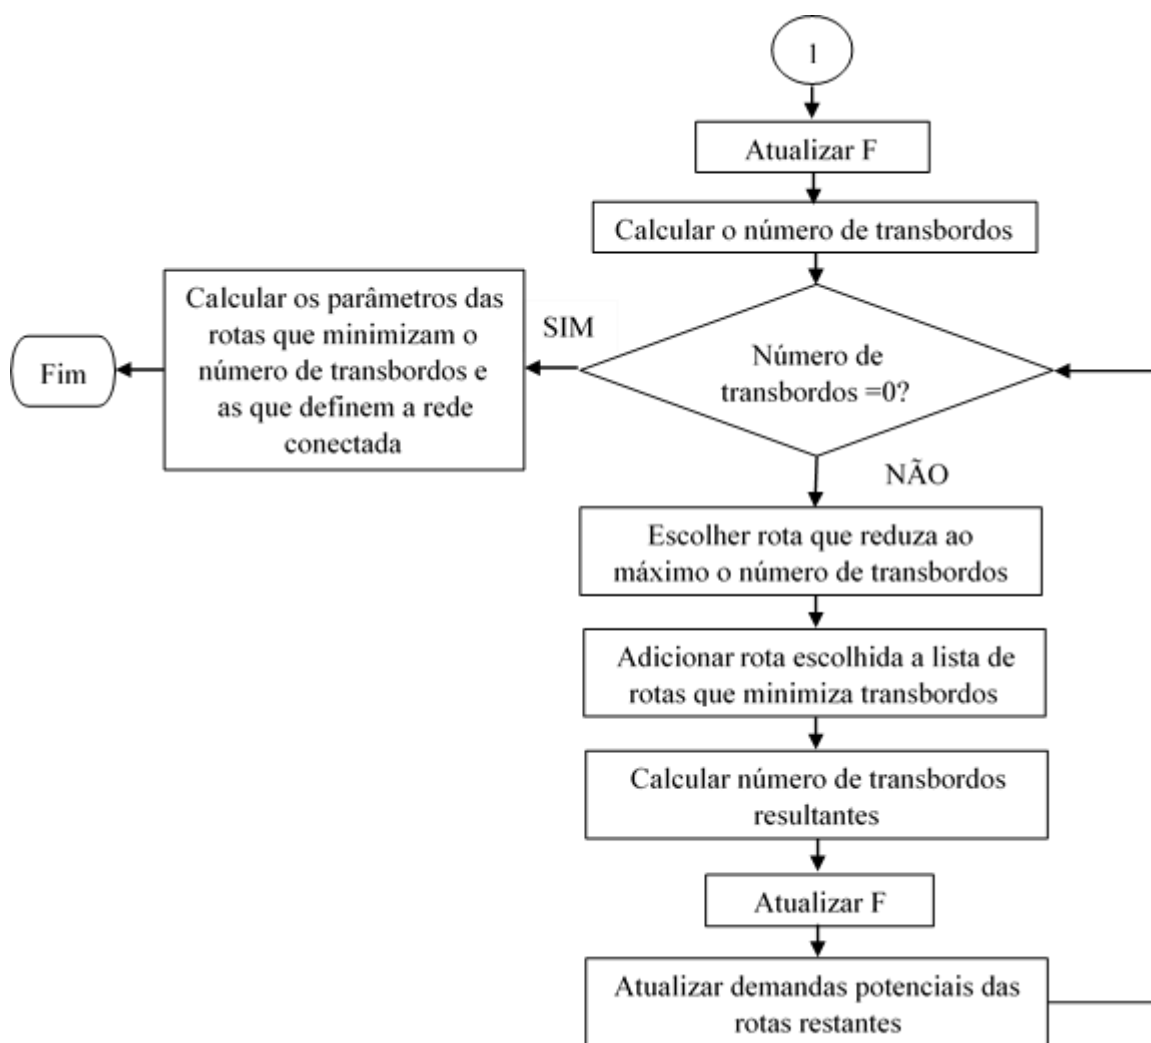 1
Atualizar F
Calcular o número de transbordos
Número de
transbordos =0?
SIM
Calcular os parâmetros das
rotas que minimizam o
número de transbordos e
as que definem a rede
conectada
Fim
NÃO
Escolher rota que reduza ao
máximo o número de transbordos
Adicionar rota escolhida a lista de
rotas que minimiza transbordos
Calcular número de transbordos
resultantes
Atualizar F
Atualizar demandas potenciais das
rotas restantes